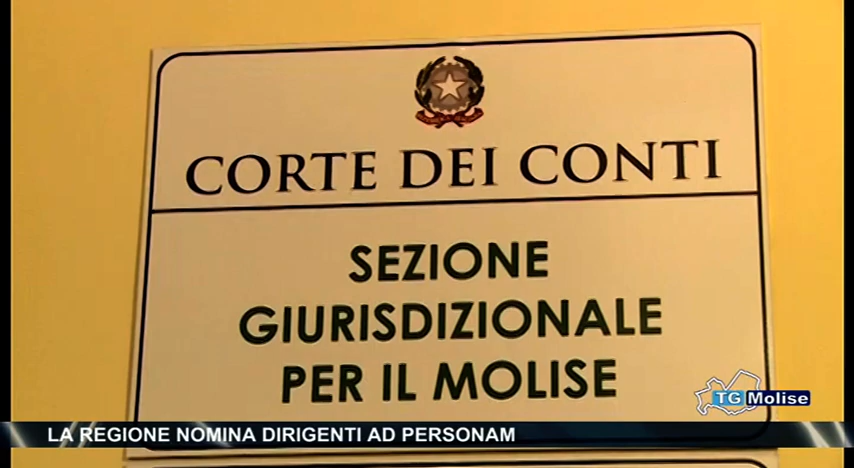 CORTE DEI CONTI
SEZIONE
GIURISDIZIONALE
PER IL MOLISE
TG Molise
LA REGIONE NOMINA DIRIGENTI AD PERSONAM